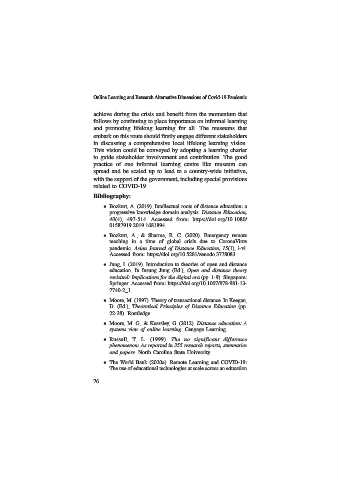 Online Learning and Research Alternative Dimensions of Covid-19 Pandemic
achieve during the crisis and benefit from the momentum that
follows by continuing to place importance on informal learning
and promoting lifelong learning for all. The museums that
embark on this route should firstly engage different stakeholders
in discussing a comprehensive local lifelong learning vision.
This vision could be conveyed by adopting a learning charter
to guide stakeholder involvement and contribution. The good
practice of one informal learning centre like museum can
spread and be scaled up to lead to a country-wide initiative,
with the support of the government, including special provisions
related to COVID-19.
Bibliography:
● Bozkurt, A. (2019). Intellectual roots of distance education: a
progressive knowledge domain analysis. Distance Education,
40(4), 497-514. Accessed from: https://doi.org/10.1080/
01587919.2019.1681894
● Bozkurt, A., & Sharma, R. C. (2020). Emergency remote
teaching in a time of global crisis due to CoronaVirus
pandemic. Asian Journal of Distance Education, 15(1), i-vi.
Accessed from: https://doi.org/10.5281/zenodo.3778083
● Jung, I. (2019). Introduction to theories of open and distance
education. In Insung Jung (Ed.), Open and distance theory
revisited: Implications for the digital era (pp. 1-9). Singapore:
Springer. Accessed from: https://doi.org/10.1007/978-981-13-
7740-2_1
● Moore, M. (1997). Theory of transactional distance. In Keegan,
D. (Ed.), Theoretical Principles of Distance Education (pp.
22-38). Routledge.
● Moore, M. G., & Kearsley, G. (2012). Distance education: A
systems view of online learning. Cengage Learning.
● Russell, T. L. (1999). The no significant difference
phenomenon: As reported in 355 research reports, summaries
and papers. North Carolina State University.
● The World Bank (2020a). Remote Learning and COVID-19:
The use of educational technologies at scale across an education
76